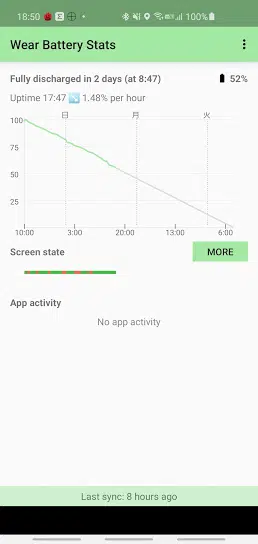 18:50 100%
Wear Battery Stats
Fully discharged in 2 days (at 8:47) 52%
Uptime 17:47 1.48% per hour
日 月 火
100
75
50
25
10:00 3:00 20:00 13:00 6:00
Screen state MORE
App activity
No app activity
Last sync: 8 hours ago